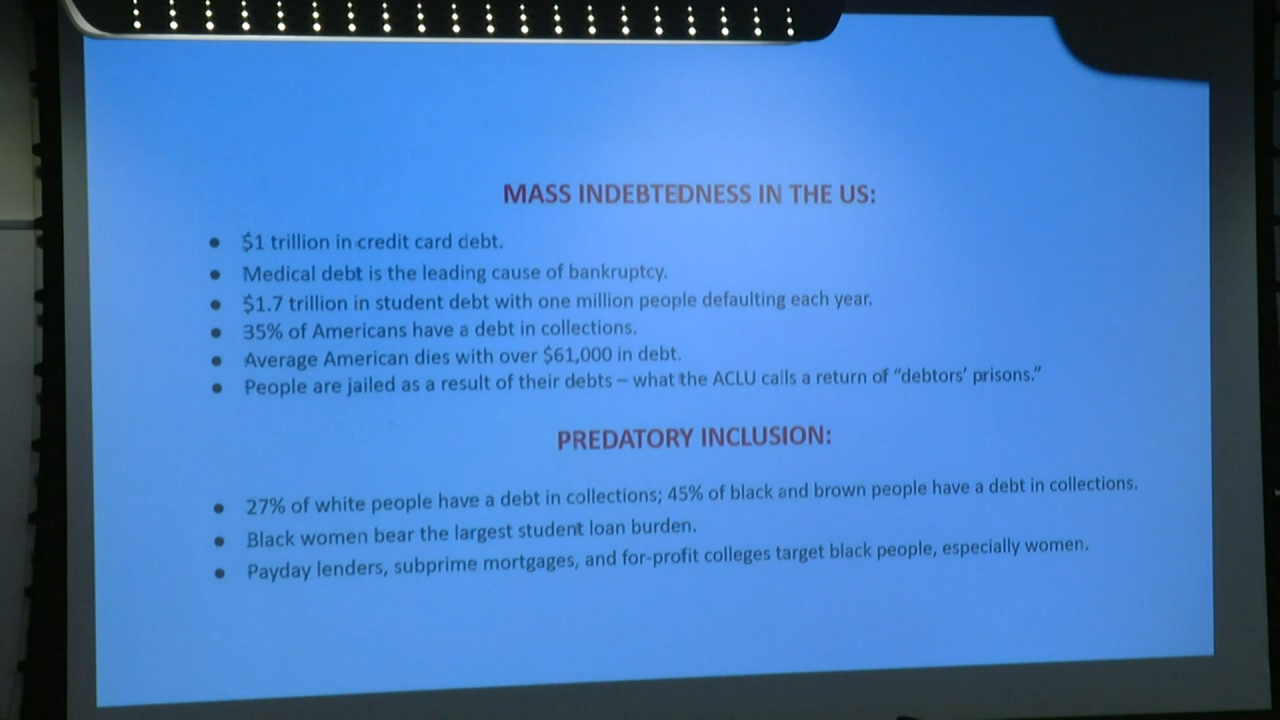 MASS INDEBTEDNESS IN THE US:
● $1 trillion in credit card debt.
● Medical debt is the leading cause of bankruptcy.
● $1.7 trillion in student debt with one million people defaulting each year.
● 35% of Americans have a debt in collections.
● Average American dies with over $61,000 in debt.
● People are jailed as a result of their debts – what the ACLU calls a return of “debtors’ prisons.”
PREDATORY INCLUSION:
● 27% of white people have a debt in collections; 45% of black and brown people have a debt in collections.
● Black women bear the largest student loan burden.
● Payday lenders, subprime mortgages, and for-profit colleges target black people, especially women.